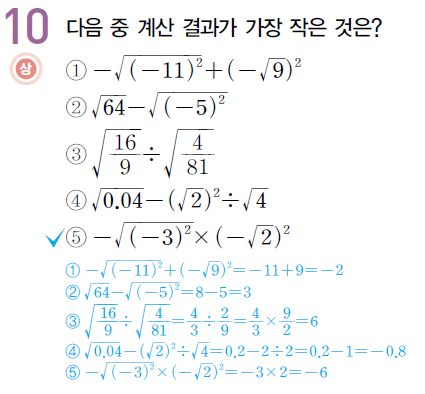 10 다음 중 계산 결과가 가장 작은 것은?
상
① −√(−11)² + (−√9)²
② √64 − √(−5)²
③ √(16/9) ÷ √(4/81)
④ √0.04 − (√2)² ÷ √4
⑤ −√(−3)² × (−√2)²
① −√(−11)² + (−√9)² = −11+9 = −2
② √64 − √(−5)² = 8−5 = 3
③ √(16/9) ÷ √(4/81) = 4/3 ÷ 2/9 = 4/3 × 9/2 = 6
④ √0.04 − (√2)² ÷ √4 = 0.2−2÷2 = 0.2−1 = −0.8
⑤ −√(−3)² × (−√2)² = −3×2 = −6